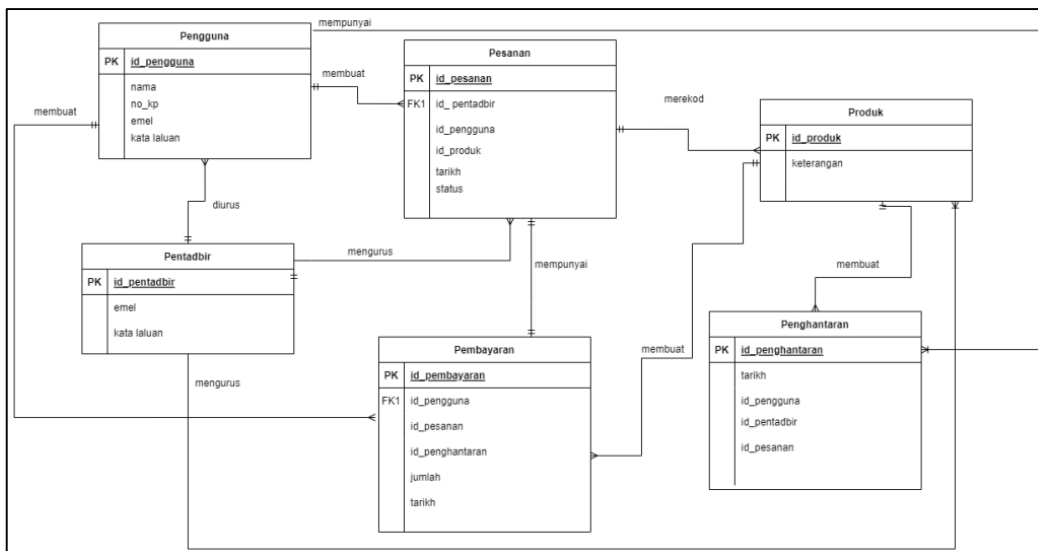 mempunyai
Pengguna
PK id_pengguna
nama
no_kp
emel
kata laluan
membuat
Pesanan
PK id_pesanan
FK1 id_ pentadbir
id_pengguna
id_produk
tarikh
status
merekod
Produk
PK id_produk
keterangan
membuat
diurus
Pentadbir
PK id_pentadbir
emel
kata laluan
mengurus
mempunyai
membuat
Penghantaran
PK id_penghantaran
tarikh
id_pengguna
id_pentadbir
id_pesanan
Pembayaran
PK id_pembayaran
FK1 id_pengguna
id_pesanan
id_penghantaran
jumlah
tarikh
membuat
mengurus